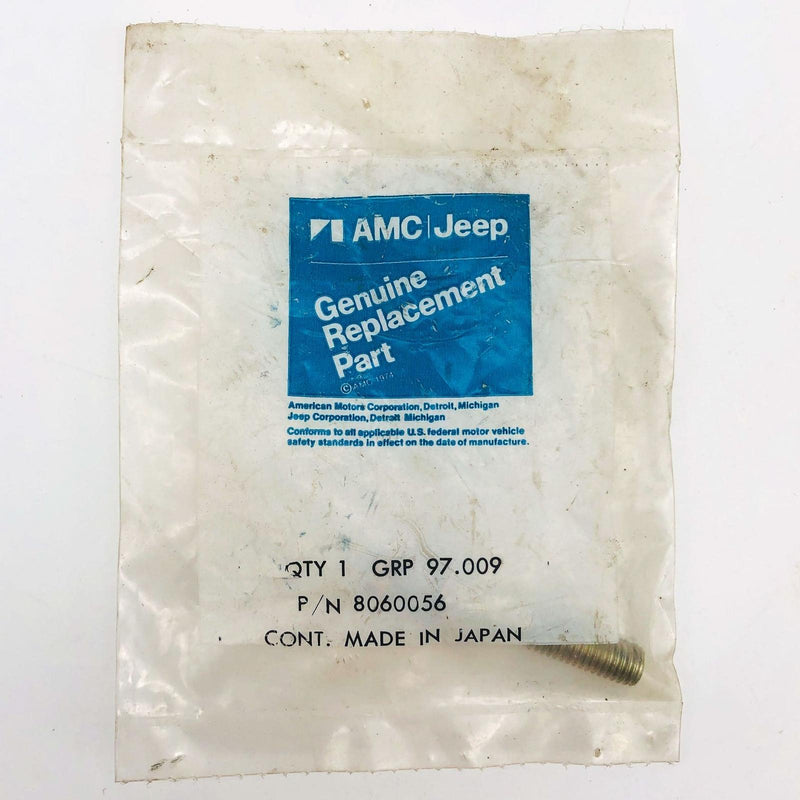 AMC|Jeep
Genuine
Replacement
Part
©AMC 1974
American Motors Corporation, Detroit, Michigan
Jeep Corporation, Detroit Michigan
Conforms to all applicable U.S. federal motor vehicle
safety standards in effect on the date of manufacture.
QTY 1 GRP 97.009
P/N 8060056
CONT. MADE IN JAPAN